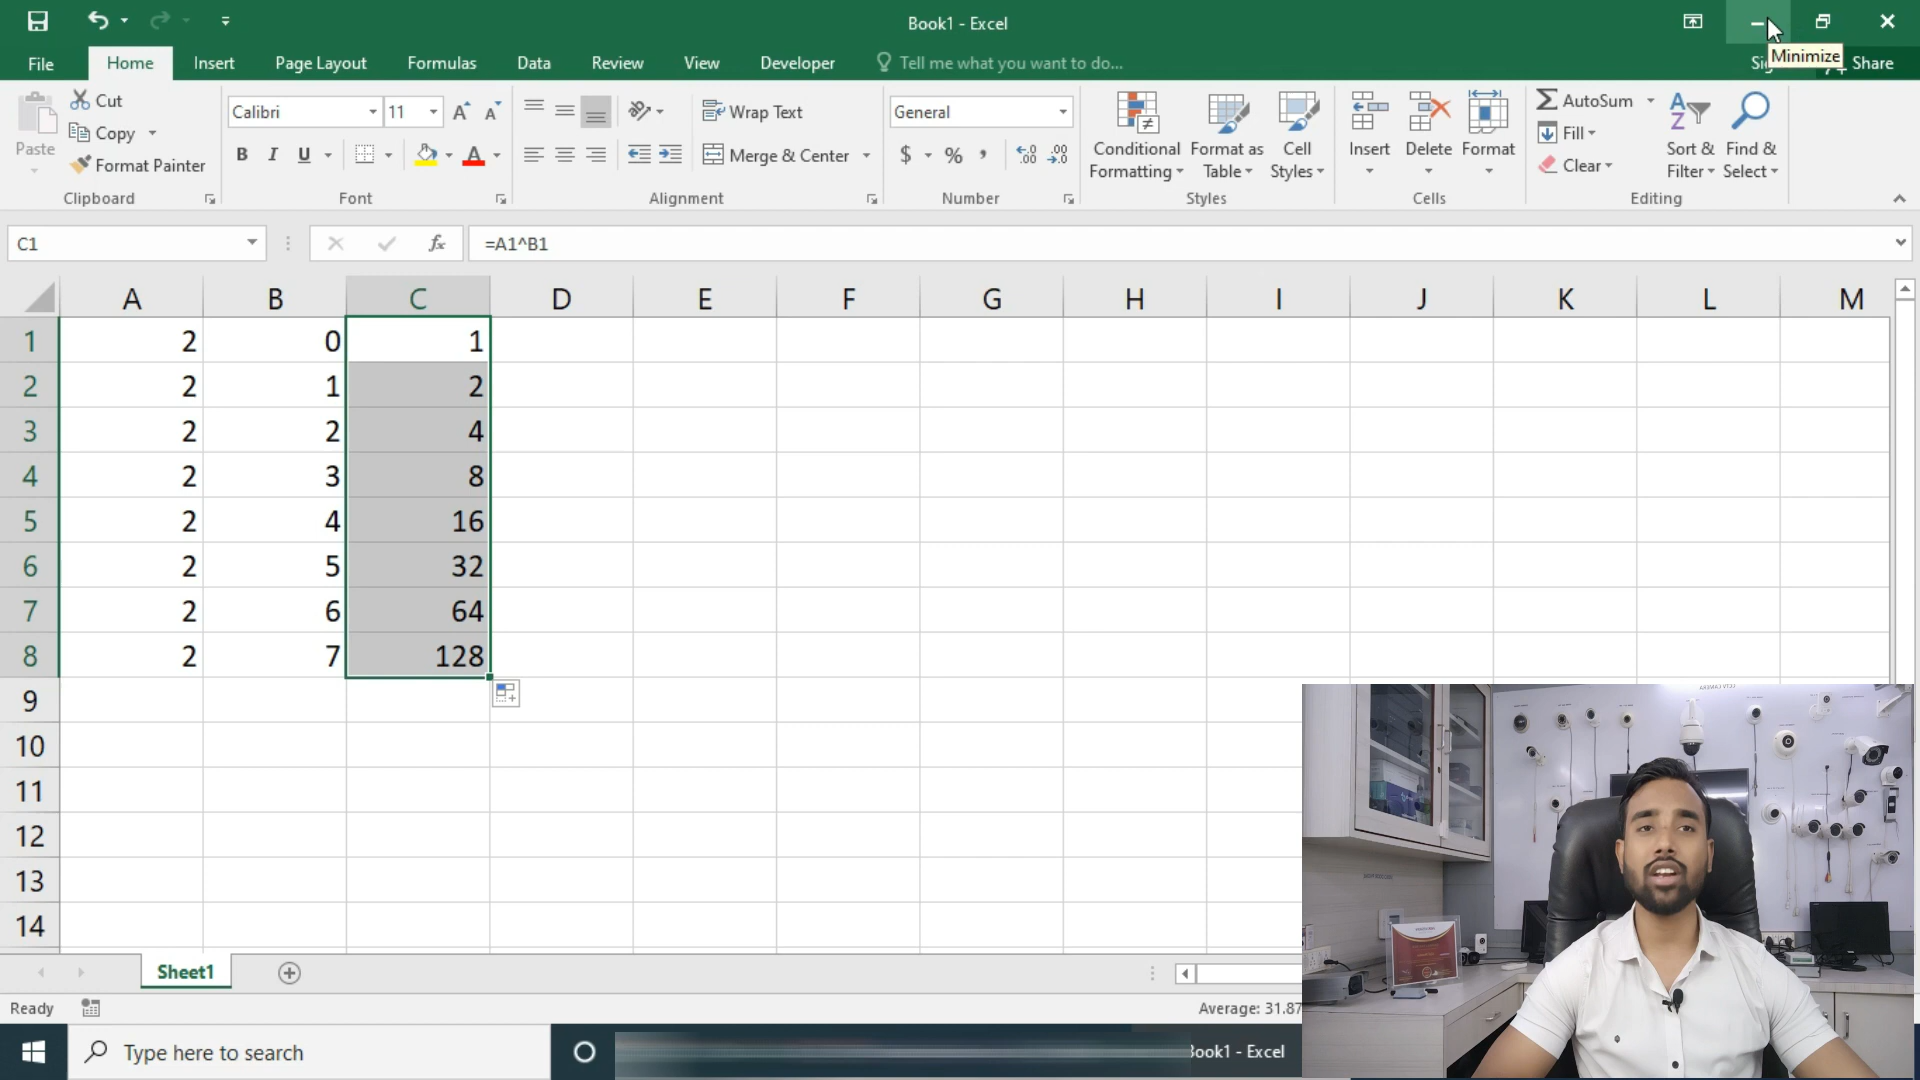 Book1 - Excel
Minimize
File Home Insert Page Layout Formulas Data Review View Developer Tell me what you want to do... Share
Cut
Copy
Format Painter
Paste
Clipboard
Calibri 11
B I U
A
Font
Wrap Text
Merge & Center
Alignment
General
$ % ,
.00
.00
Number
Conditional Formatting
Format as Table
Cell Styles
Styles
Insert Delete Format
Cells
AutoSum
Fill
Clear
Sort & Filter
Find & Select
Editing
C1 fx =A1^B1
A B C D E F G H I J K L M
1 2 0 1
2 2 1 2
3 2 2 4
4 2 3 8
5 2 4 16
6 2 5 32
7 2 6 64
8 2 7 128
9
10
11
12
13
14
Sheet1
Ready Average: 31.87
Type here to search
Book1 - Excel